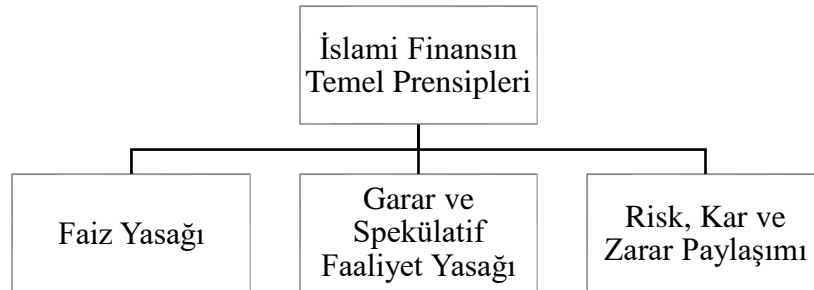 İslami Finansın
Temel Prensipleri
Faiz Yasağı
Garar ve
Spekülatif
Faaliyet Yasağı
Risk, Kar ve
Zarar Paylaşımı